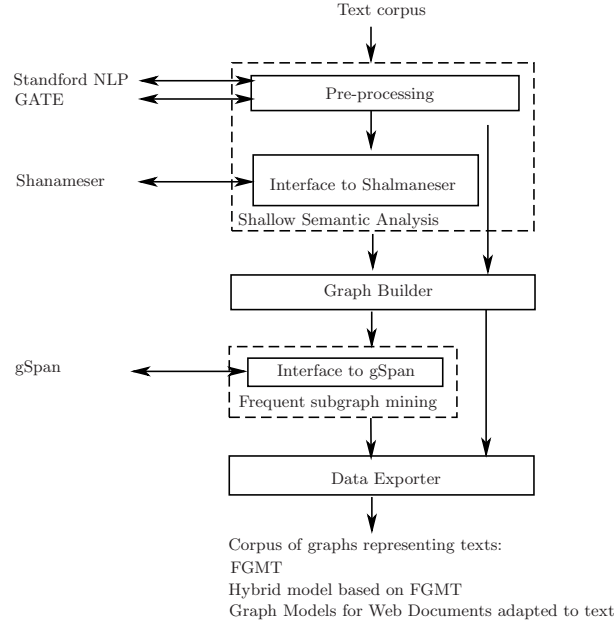 Text corpus
Standford NLP
GATE
Pre-processing
Shanameser
Interface to Shalmaneser
Shallow Semantic Analysis
Graph Builder
gSpan
Interface to gSpan
Frequent subgraph mining
Data Exporter
Corpus of graphs representing texts:
FGMT
Hybrid model based on FGMT
Graph Models for Web Documents adapted to text